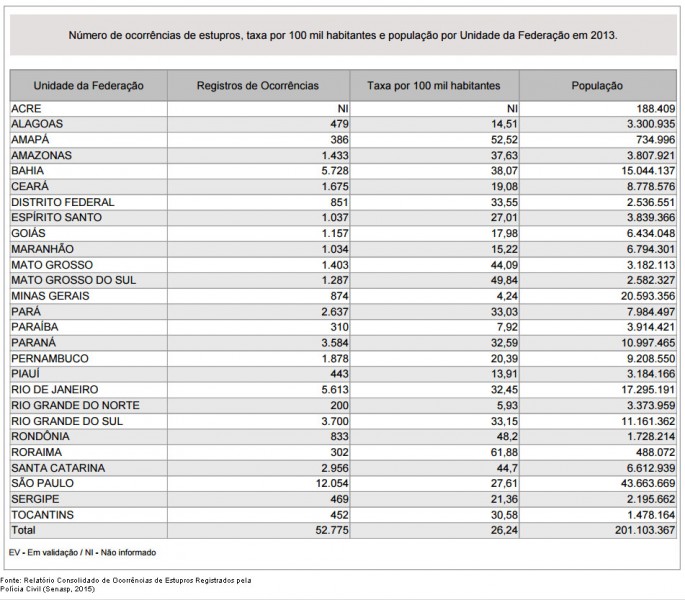 Número de ocorrências de estupros, taxa por 100 mil habitantes e população por Unidade da Federação em 2013.
Unidade da Federação Registros de Ocorrências Taxa por 100 mil habitantes População
ACRE NI NI 188.409
ALAGOAS 479 14,51 3.300.935
AMAPÁ 386 52,52 734.996
AMAZONAS 1.433 37,63 3.807.921
BAHIA 5.728 38,07 15.044.137
CEARÁ 1.675 19,08 8.778.576
DISTRITO FEDERAL 851 33,55 2.536.551
ESPÍRITO SANTO 1.037 27,01 3.839.366
GOIÁS 1.157 17,98 6.434.048
MARANHÃO 1.034 15,22 6.794.301
MATO GROSSO 1.403 44,09 3.182.113
MATO GROSSO DO SUL 1.287 49,84 2.582.327
MINAS GERAIS 874 4,24 20.593.356
PARÁ 2.637 33,03 7.984.497
PARAÍBA 310 7,92 3.914.421
PARANÁ 3.584 32,59 10.997.465
PERNAMBUCO 1.878 20,39 9.208.550
PIAUÍ 443 13,91 3.184.166
RIO DE JANEIRO 5.613 32,45 17.295.191
RIO GRANDE DO NORTE 200 5,93 3.373.959
RIO GRANDE DO SUL 3.700 33,15 11.161.362
RONDÔNIA 833 48,2 1.728.214
RORAIMA 302 61,88 488.072
SANTA CATARINA 2.956 44,7 6.612.939
SÃO PAULO 12.054 27,61 43.663.669
SERGIPE 469 21,36 2.195.662
TOCANTINS 452 30,58 1.478.164
Total 52.775 26,24 201.103.367
EV - Em validação / NI - Não informado
Fonte: Relatório Consolidado de Ocorrências de Estupros Registrados pela
Polícia Civil (Senasp, 2015)